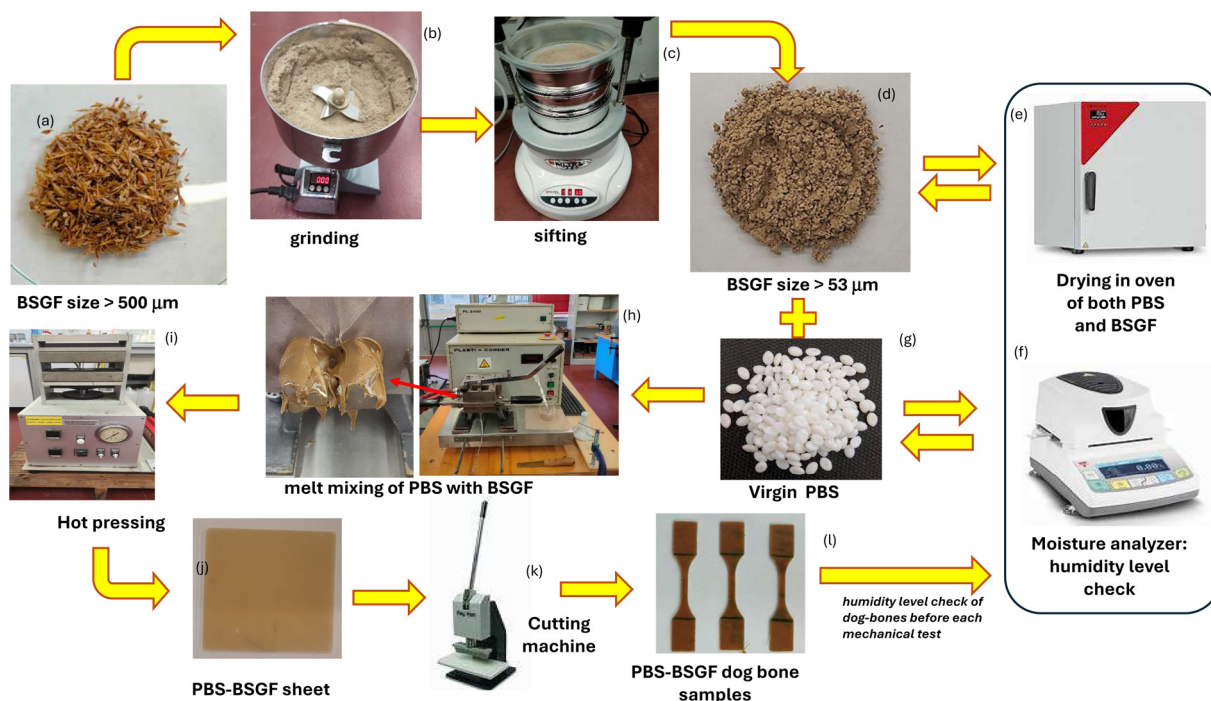 (a)
BSGF size > 500 µm
(b)
grinding
(c)
sifting
(d)
BSGF size > 53 µm
(e)
Drying in oven
of both PBS
and BSGF
(f)
Moisture analyzer:
humidity level
check
(g)
Virgin PBS
(h)
PLASTI - CORDER
melt mixing of PBS with BSGF
(i)
Hot pressing
(j)
PBS-BSGF sheet
(k)
Cutting
machine
(l)
PBS-BSGF dog bone
samples
humidity level check of
dog-bones before each
mechanical test